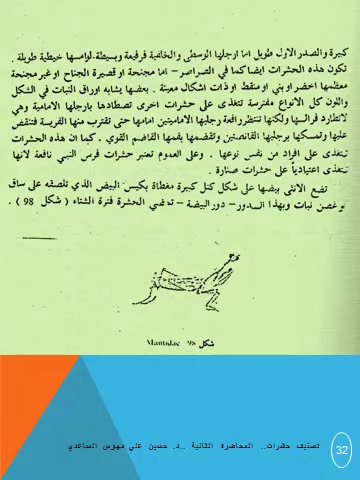 كبيرة والصدر الاول طويل اما ارجلها الوسطى والخلفية فرفيعة وبسيطة. لوامسها خيطية طويلة .
تكون هذه الحشرات ايضا كما في الصراصر – اما مجنحة او قصيرة الجناح او غير مجنحة
معظمها اخضر او بني او منقط او ذات اشكال معينة . بعضها يشابه اوراق النبات في الشكل
واللون كل الانواع مفترسة تتغذى على حشرات اخرى تصطادها بارجلها الامامية وهي
لا تطارد فرائسها ولكنها تنتظر رافعة رجليها الاماميتين امامها حتى تقترب منها الفريسة فتنقض
عليها وتمسكها برجليها القانصتين وتقضمها بفمها القاضم القوي . كما ان هذه الحشرات
تتغذى على افراد من نفس نوعها . وعلى العموم تعتبر حشرات فرس النبي نافعة لانها
تتغذى اعتيادياً على حشرات ضارة .
تضع الانثى بيضها على شكل كتل كبيرة مغطاة بكيس البيض الذي تلصقه على ساق
او غصن نبات وبهذا الدور – دور البيضة – تمضي الحشرة فترة الشتاء ( شكل 98 ) .
شكل 98 Mantidae
تصنيف حشرات.. المحاضرة الثانية ..د. حسين علي مهوس الساعدي
32